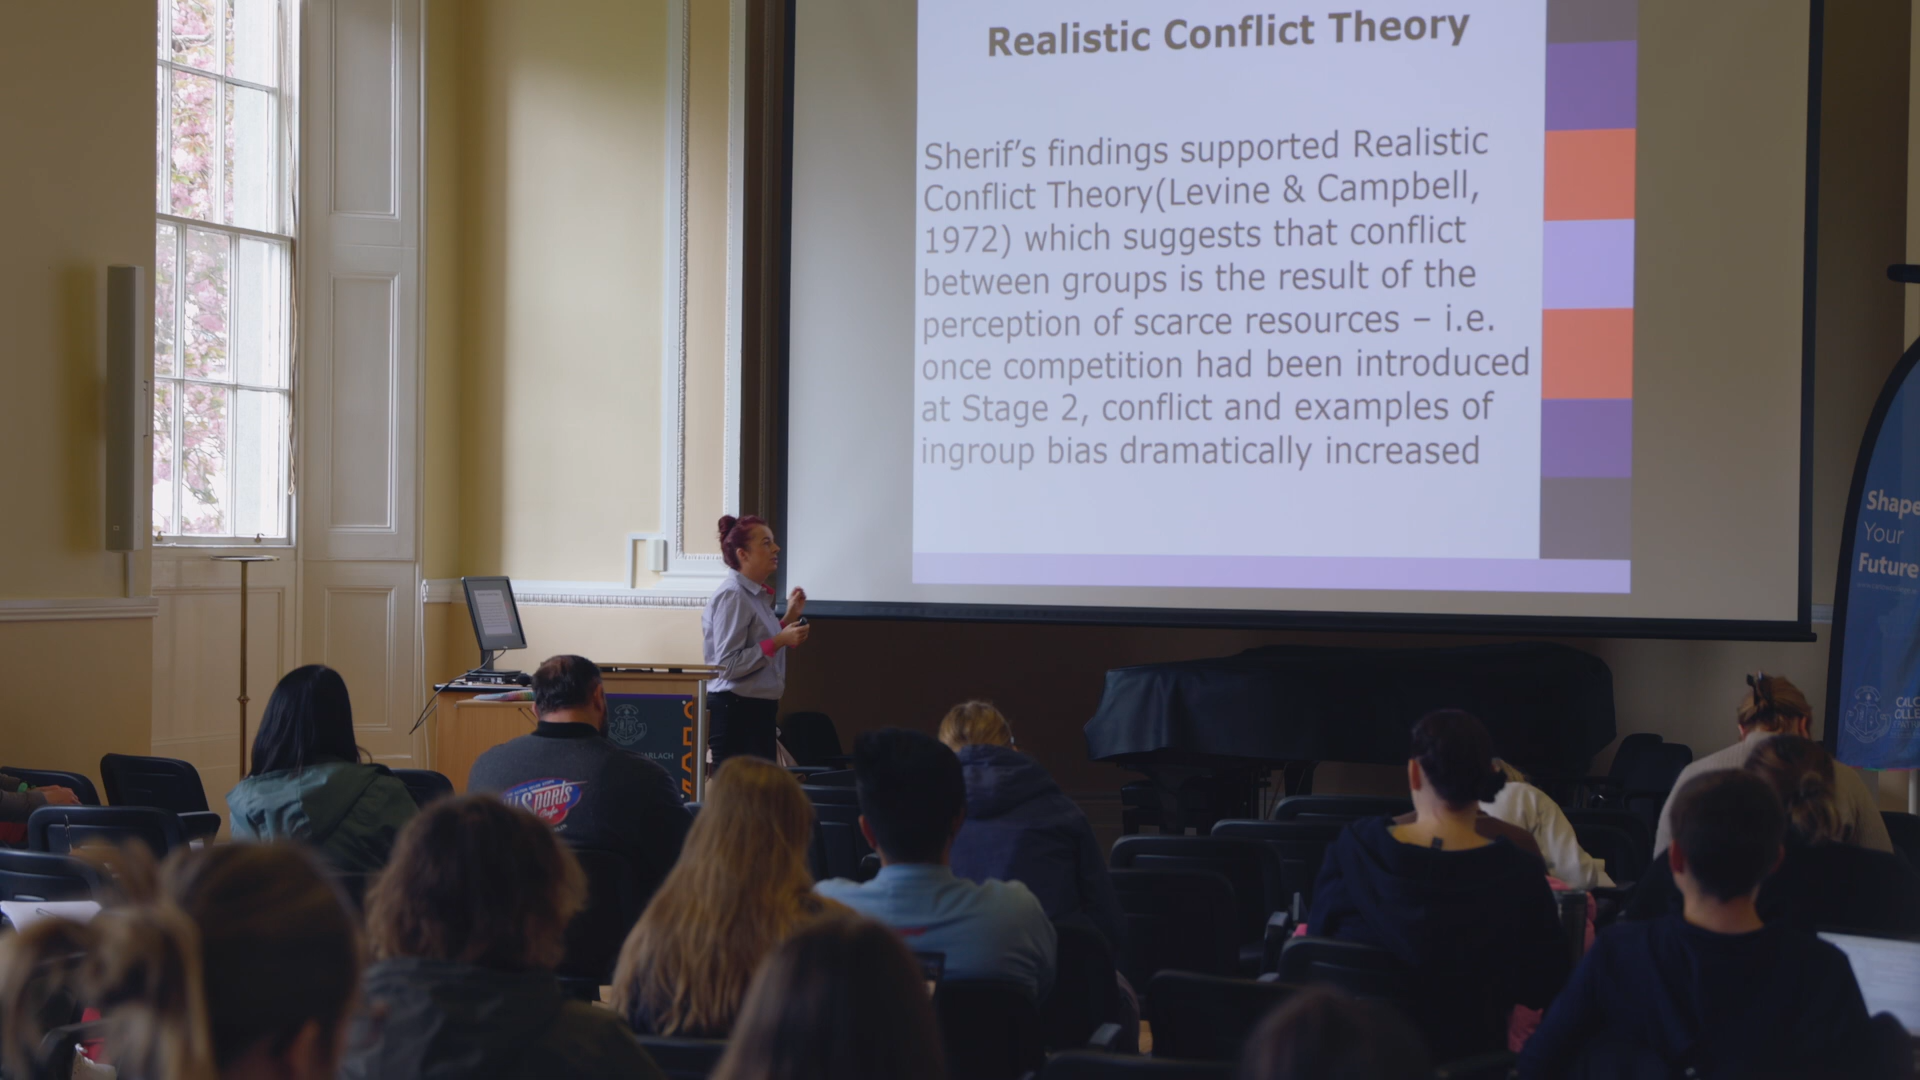 Realistic Conflict Theory
Sherif’s findings supported Realistic
Conflict Theory(Levine & Campbell,
1972) which suggests that conflict
between groups is the result of the
perception of scarce resources – i.e.
once competition had been introduced
at Stage 2, conflict and examples of
ingroup bias dramatically increased
Shape
Your
Future
Sports